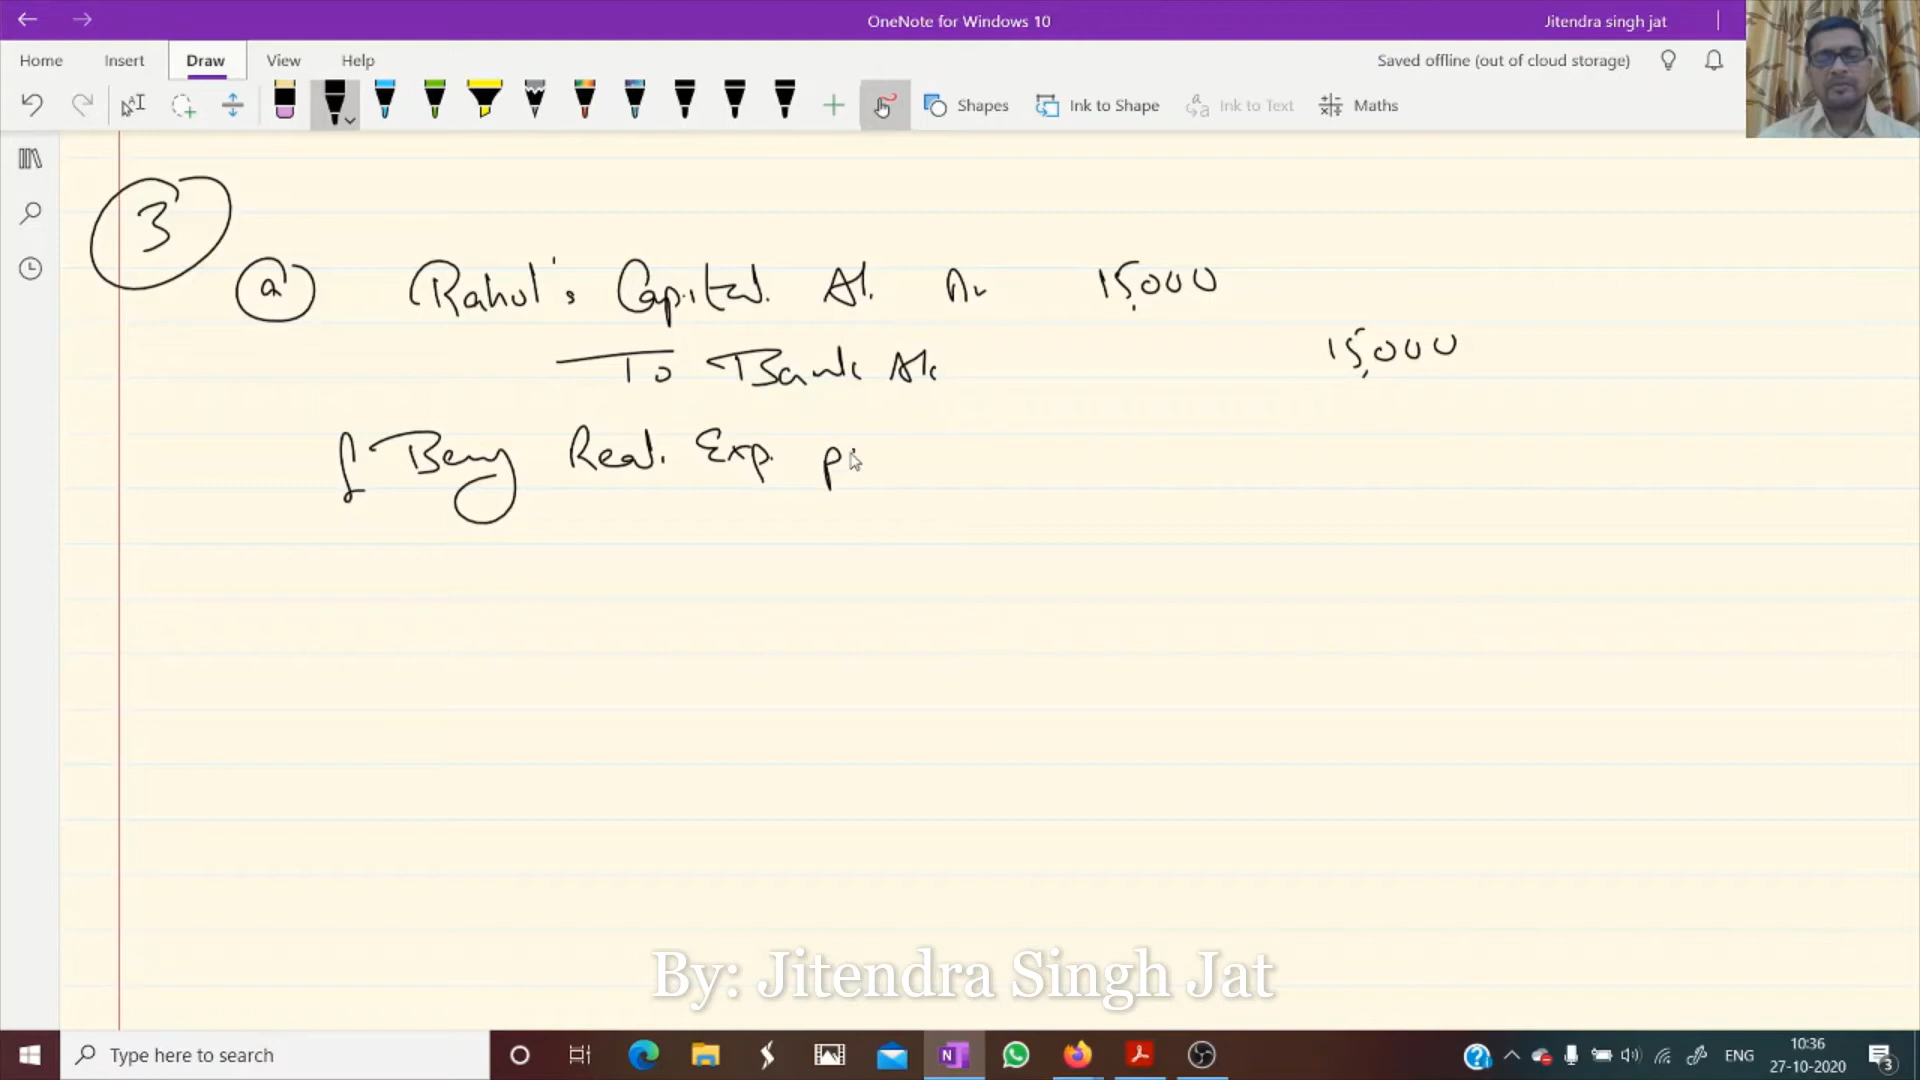 OneNote for Windows 10
Jitendra singh jat
Home Insert Draw View Help
Saved offline (out of cloud storage)
Shapes Ink to Shape Ink to Text Maths
3
a Rahul's Capital A/c Dr 15,000
To Bank A/c 15,000
[ Being Real. Exp. p
By: Jitendra Singh Jat
Type here to search
ENG
10:36
27-10-2020
3